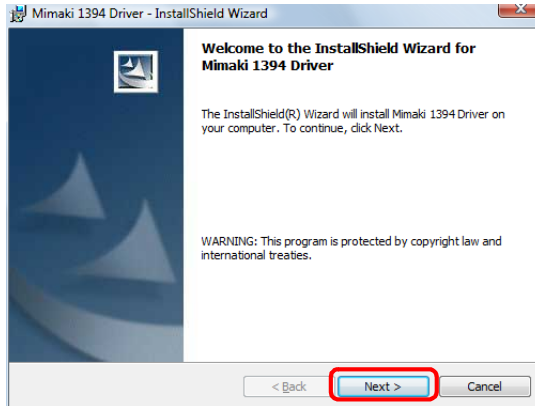 Mimaki 1394 Driver - InstallShield Wizard
Welcome to the InstallShield Wizard for
Mimaki 1394 Driver
The InstallShield(R) Wizard will install Mimaki 1394 Driver on
your computer. To continue, click Next.
WARNING: This program is protected by copyright law and
international treaties.
< Back
Next >
Cancel